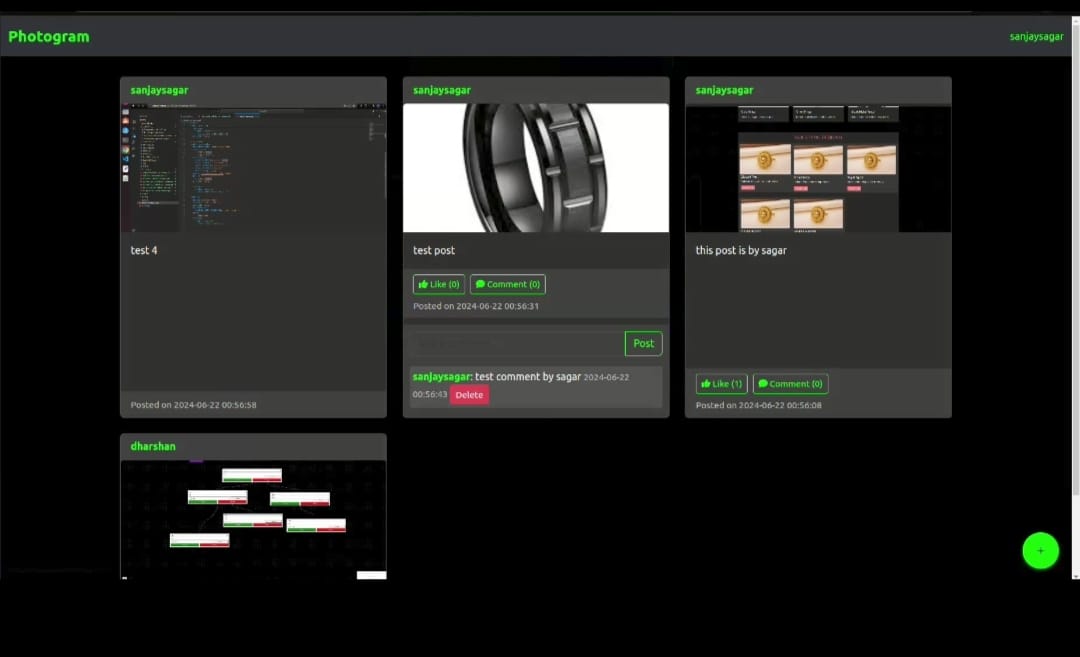 Photogram
sanjaysagar
sanjaysagar
test 4
Posted on 2024-06-22 00:56:58
sanjaysagar
test post
Like (0)
Comment (0)
Posted on 2024-06-22 00:56:31
Post
sanjaysagar: test comment by sagar 2024-06-22
00:56:43 Delete
sanjaysagar
this post is by sagar
Like (1)
Comment (0)
Posted on 2024-06-22 00:56:08
dharshan
+